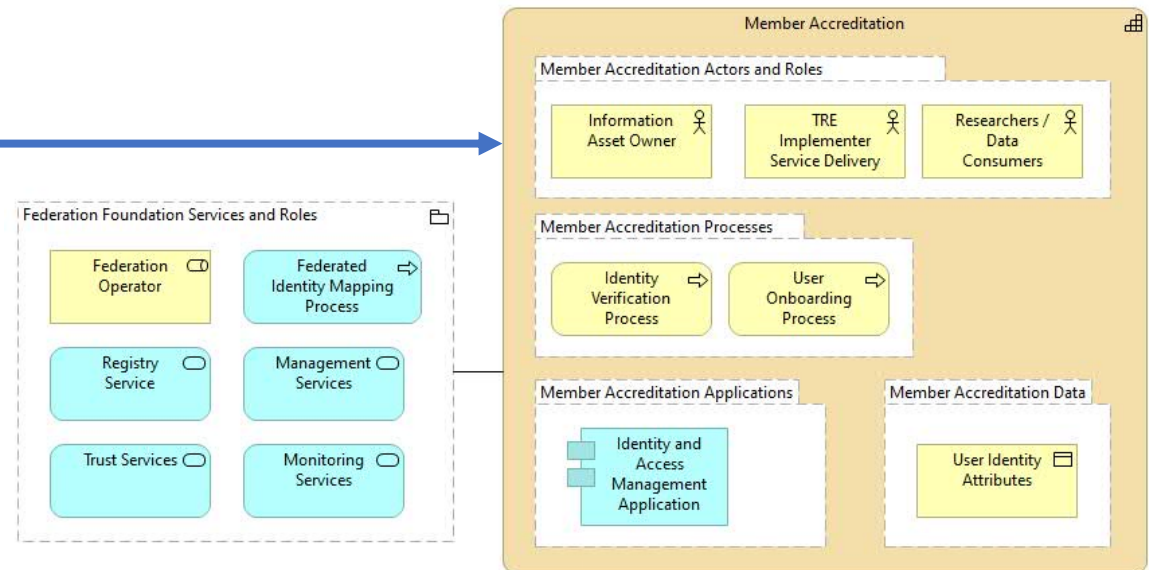 Member Accreditation
Member Accreditation Actors and Roles
Information
Asset Owner
TRE
Implementer
Service Delivery
Researchers /
Data
Consumers
Federation Foundation Services and Roles
Federation
Operator
Federated
Identity Mapping
Process
Registry
Service
Management
Services
Trust Services
Monitoring
Services
Member Accreditation Processes
Identity
Verification
Process
User
Onboarding
Process
Member Accreditation Applications
Identity and
Access
Management
Application
Member Accreditation Data
User Identity
Attributes